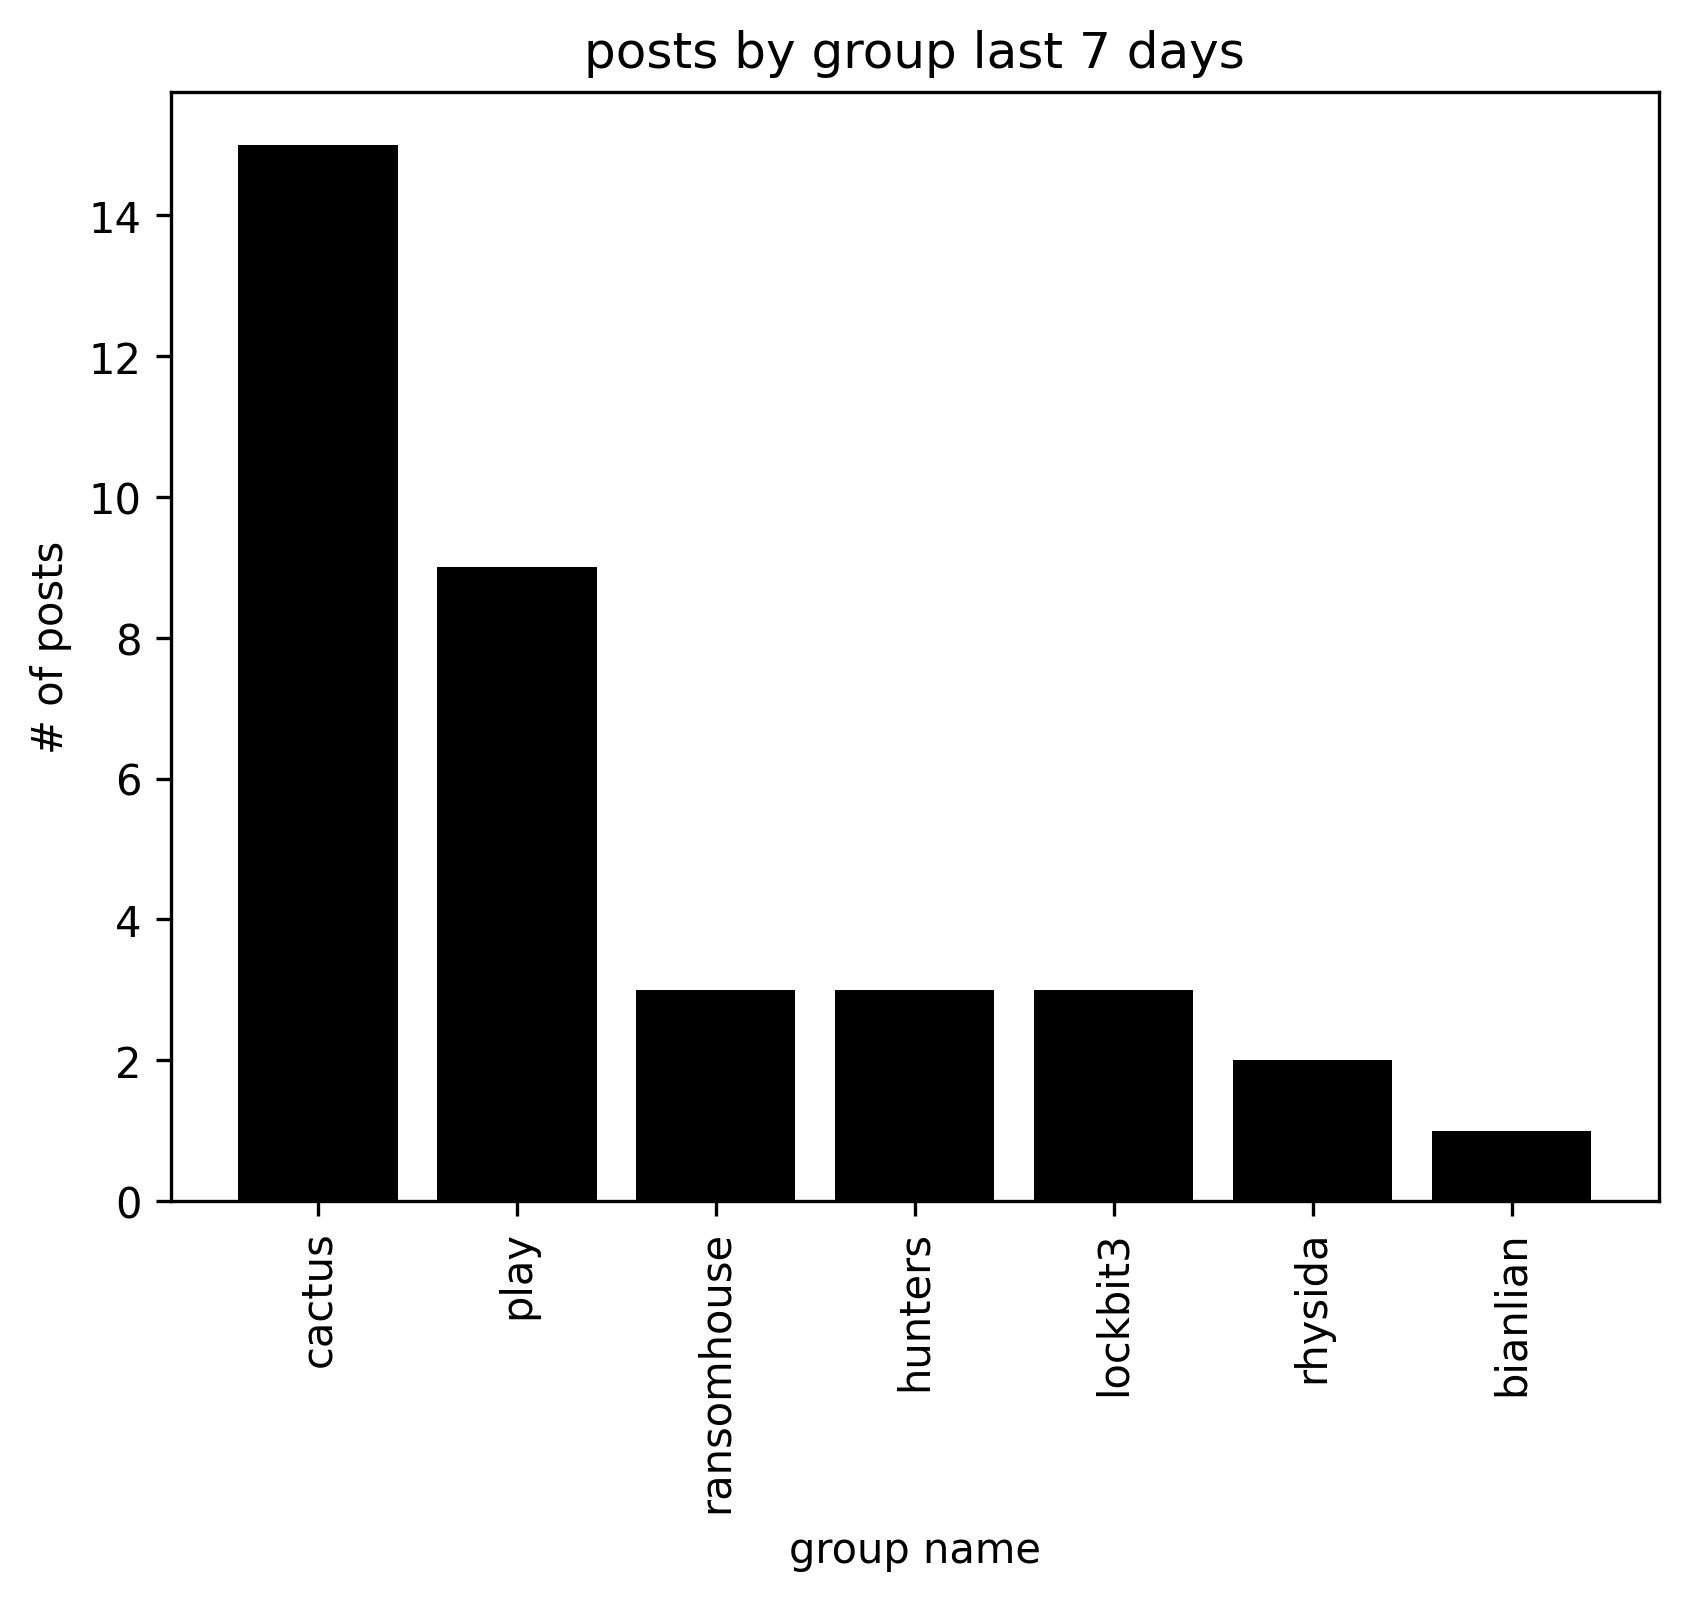 posts by group last 7 days
# of posts
14
12
10
8
6
4
2
0
cactus
play
ransomhouse
hunters
lockbit3
rhysida
bianlian
group name